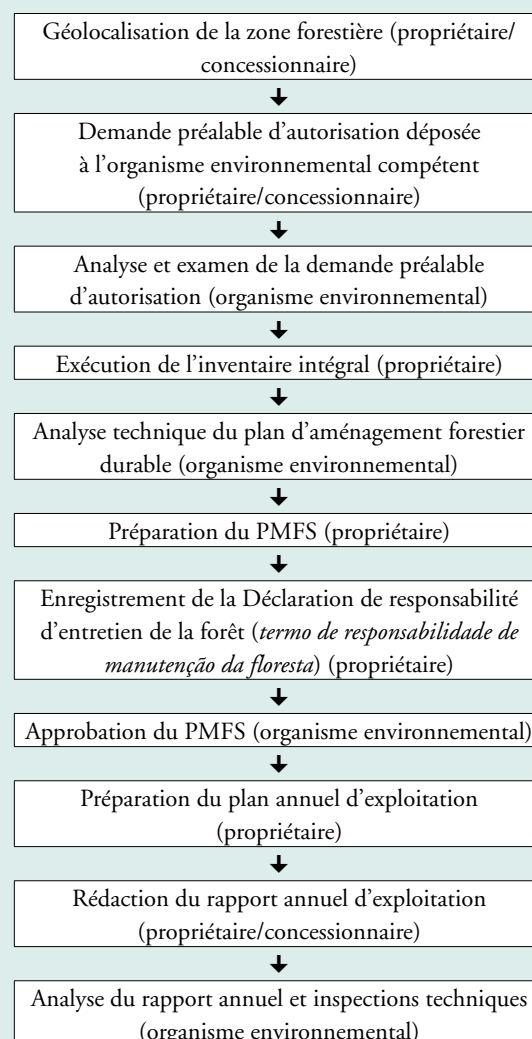 Géolocalisation de la zone forestière (propriétaire/
concessionnaire)
Demande préalable d’autorisation déposée
à l’organisme environnemental compétent
(propriétaire/concessionnaire)
Analyse et examen de la demande préalable
d’autorisation (organisme environnemental)
Exécution de l’inventaire intégral (propriétaire)
Analyse technique du plan d’aménagement forestier
durable (organisme environnemental)
Préparation du PMFS (propriétaire)
Enregistrement de la Déclaration de responsabilité
d’entretien de la forêt (termo de responsabilidade de
manutenção da floresta) (propriétaire)
Approbation du PMFS (organisme environnemental)
Préparation du plan annuel d’exploitation
(propriétaire)
Rédaction du rapport annuel d’exploitation
(propriétaire/concessionnaire)
Analyse du rapport annuel et inspections techniques
(organisme environnemental)